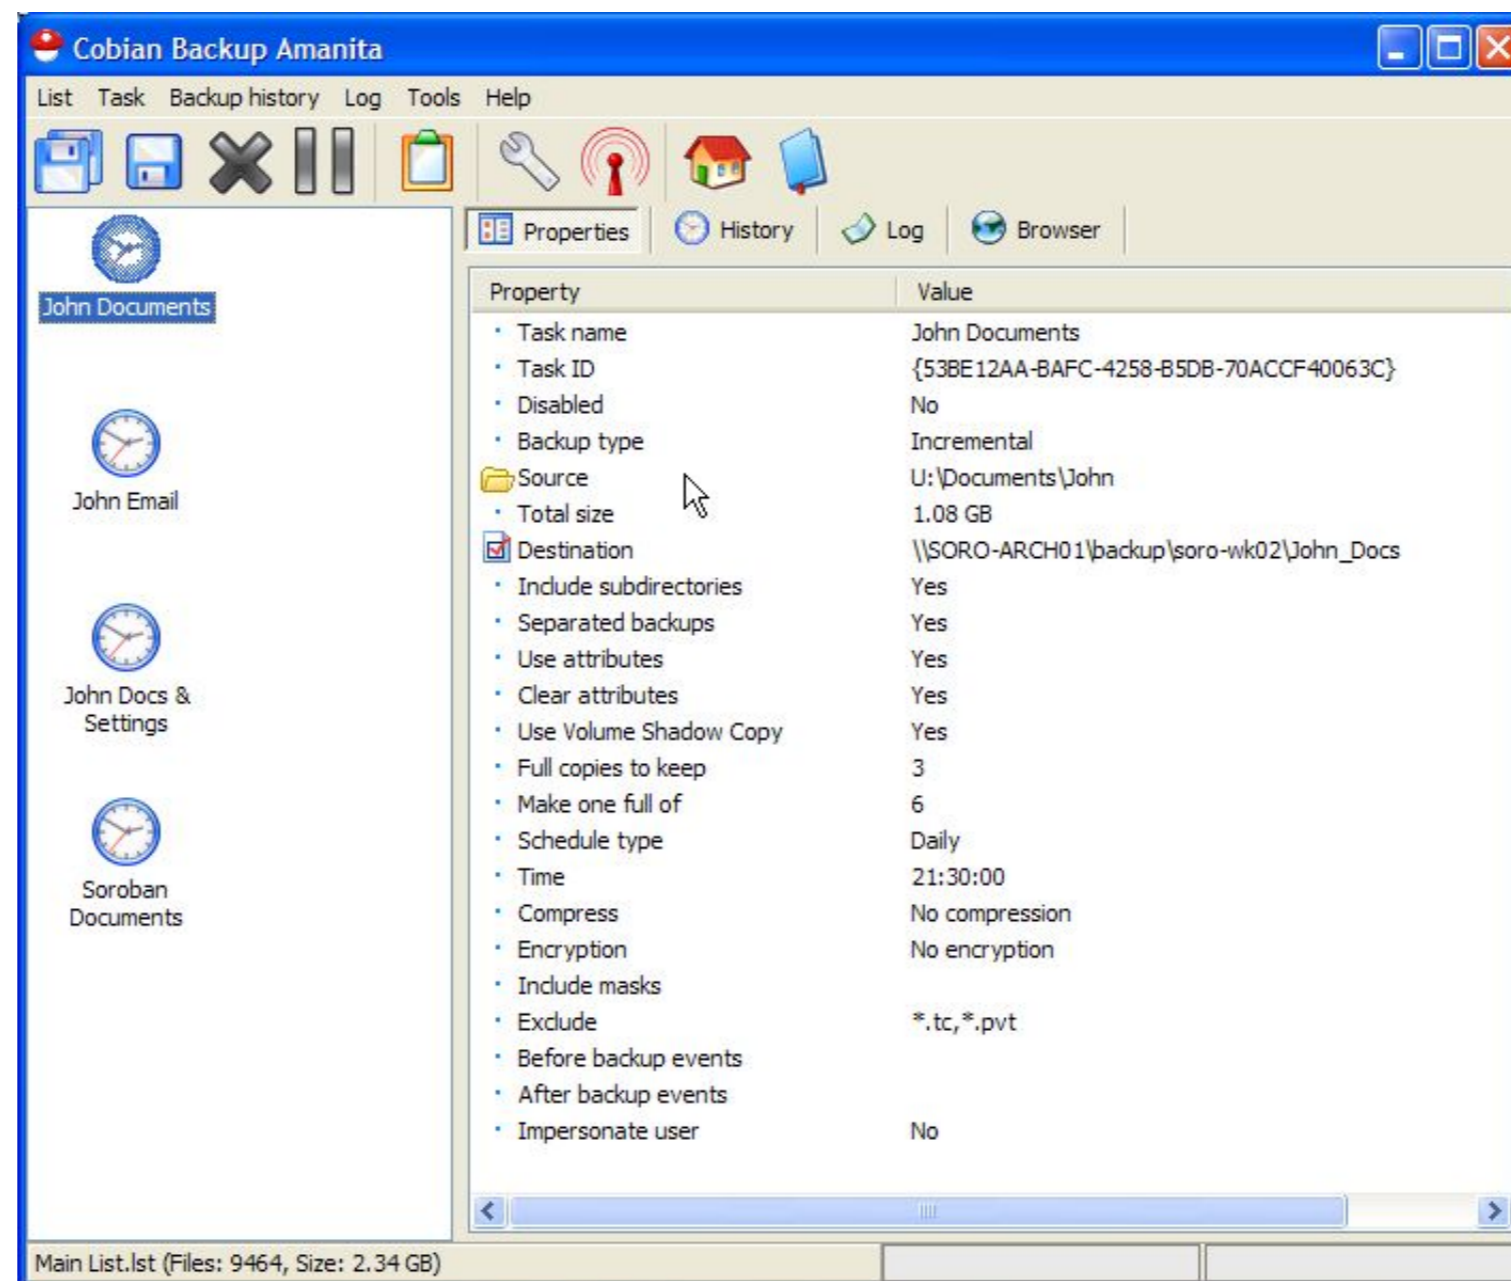 Cobian Backup Amanita
List Task Backup history Log Tools Help
Properties History Log Browser
John Documents
John Email
John Docs &
Settings
Soroban
Documents
Property Value
Task name John Documents
Task ID {53BE12AA-BAFC-4258-B5DB-70ACCF40063C}
Disabled No
Backup type Incremental
Source U:\Documents\John
Total size 1.08 GB
Destination \\SORO-ARCH01\backup\soro-wk02\John_Docs
Include subdirectories Yes
Separated backups Yes
Use attributes Yes
Clear attributes Yes
Use Volume Shadow Copy Yes
Full copies to keep 3
Make one full of 6
Schedule type Daily
Time 21:30:00
Compress No compression
Encryption No encryption
Include masks
Exclude *.tc,*.pvt
Before backup events
After backup events
Impersonate user No
Main List.lst (Files: 9464, Size: 2.34 GB)